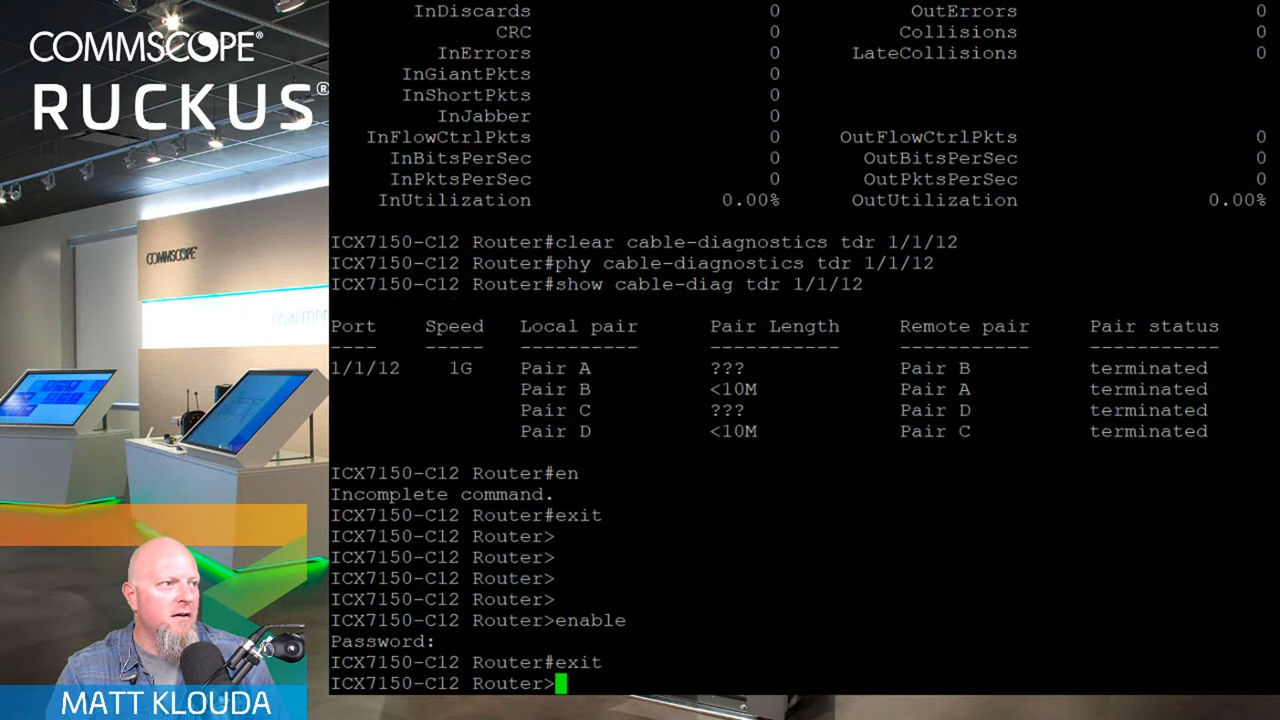 COMMSCOPE®
RUCKUS®
COMMSCOPE
InDiscards 0 OutErrors 0
CRC 0 Collisions 0
InErrors 0 LateCollisions 0
InGiantPkts 0
InShortPkts 0
InJabber 0
InFlowCtrlPkts 0 OutFlowCtrlPkts 0
InBitsPerSec 0 OutBitsPerSec 0
InPktsPerSec 0 OutPktsPerSec 0
InUtilization 0.00% OutUtilization 0.00%
ICX7150-C12 Router#clear cable-diagnostics tdr 1/1/12
ICX7150-C12 Router#phy cable-diagnostics tdr 1/1/12
ICX7150-C12 Router#show cable-diag tdr 1/1/12
Port Speed Local pair Pair Length Remote pair Pair status
---- ----- ---------- ----------- ----------- -----------
1/1/12 1G Pair A ??? Pair B terminated
Pair B <10M Pair A terminated
Pair C ??? Pair D terminated
Pair D <10M Pair C terminated
ICX7150-C12 Router#en
Incomplete command.
ICX7150-C12 Router#exit
ICX7150-C12 Router>
ICX7150-C12 Router>
ICX7150-C12 Router>
ICX7150-C12 Router>
ICX7150-C12 Router>enable
Password:
ICX7150-C12 Router#exit
ICX7150-C12 Router>
MATT KLOUDA